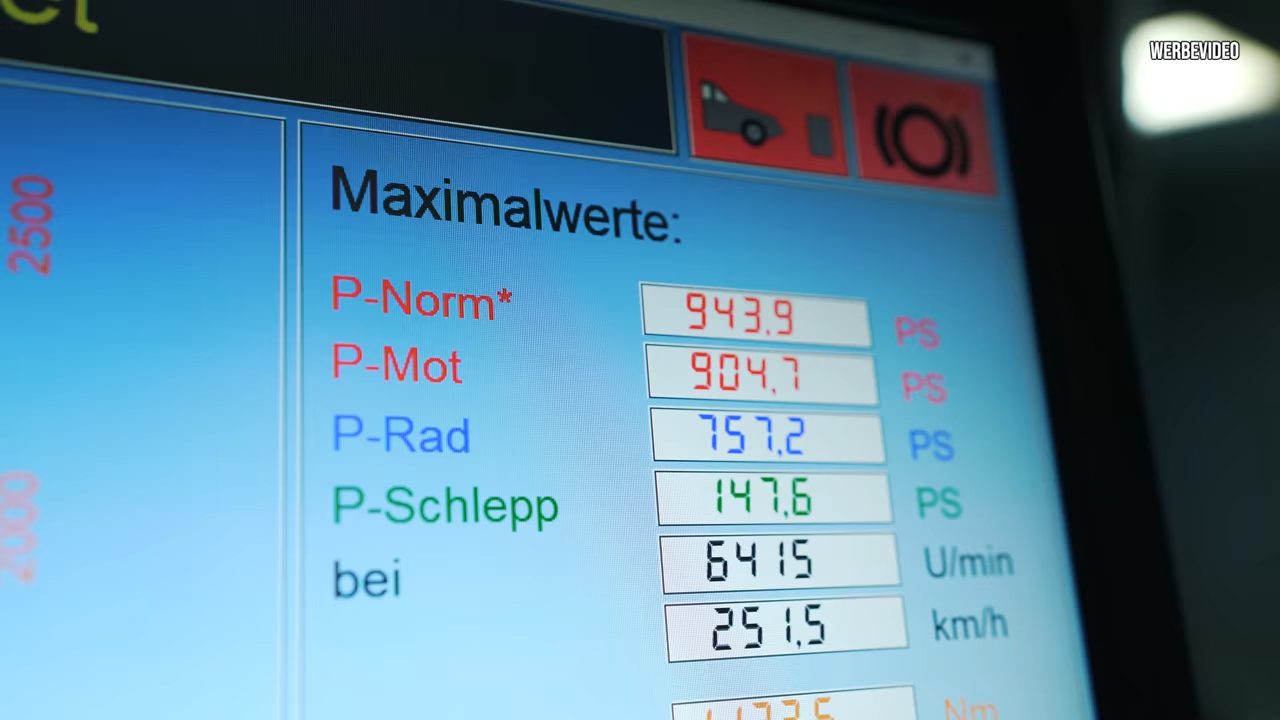 WERBEVIDEO
2500
2000
Maximalwerte:
P-Norm* 943,9 PS
P-Mot 904,7 PS
P-Rad 757,2 PS
P-Schlepp 147,6 PS
bei 6415 U/min
251,5 km/h
Nm